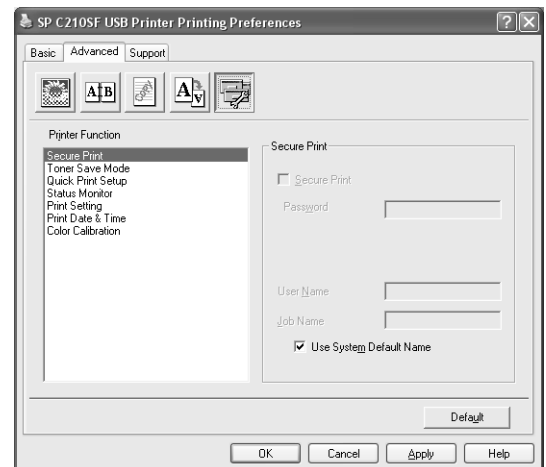 SP C210SF USB Printer Printing Preferences
Basic Advanced Support
A B A A
Printer Function
Secure Print
Toner Save Mode
Quick Print Setup
Status Monitor
Print Setting
Print Date & Time
Color Calibration
Secure Print
Secure Print
Password
User Name
Job Name
Use System Default Name
Default
OK Cancel Apply Help